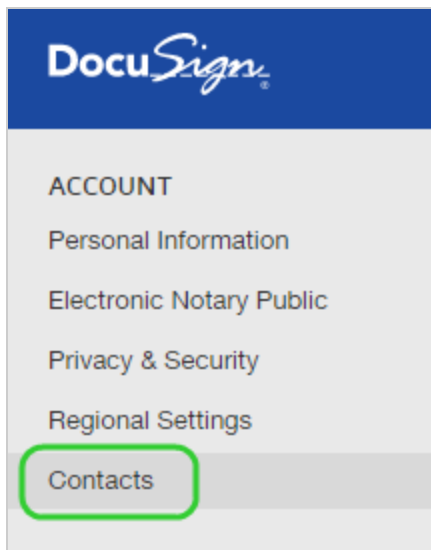 DocuSign®
ACCOUNT
Personal Information
Electronic Notary Public
Privacy & Security
Regional Settings
Contacts